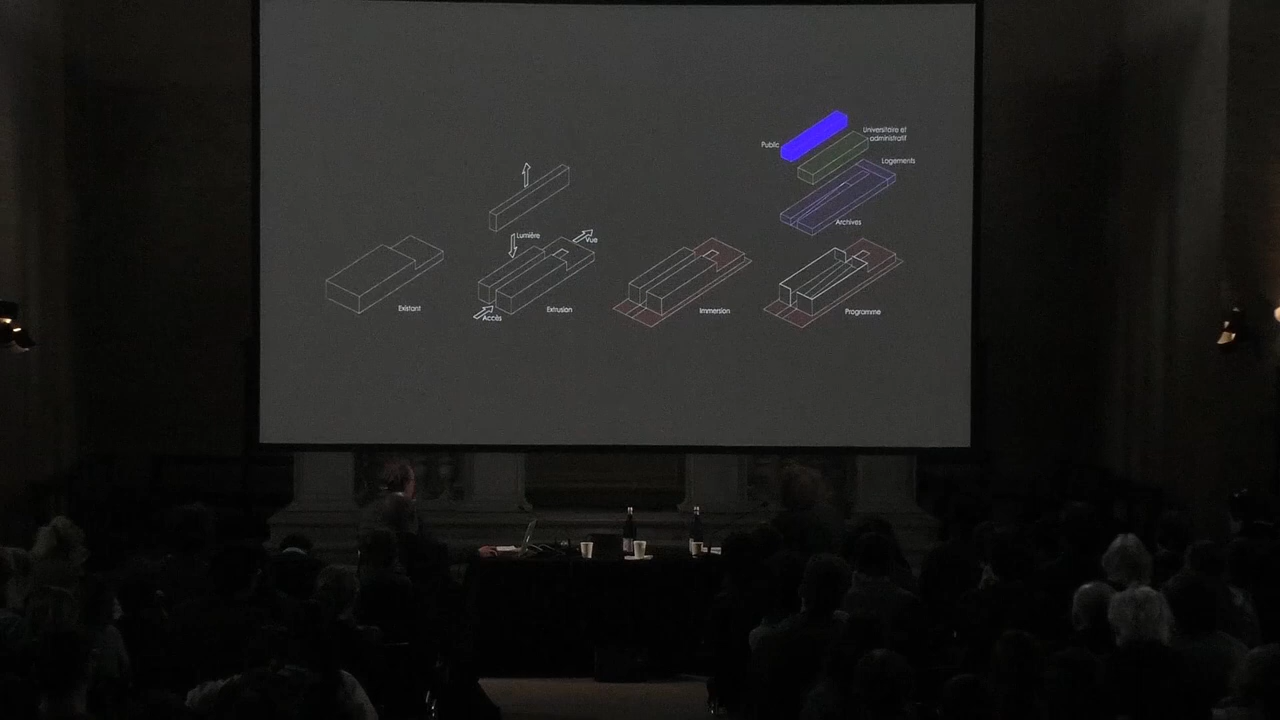 Public
Universitaire et
administratif
Logements
Archives
Lumière
Vue
Accès
Existant
Extrusion
Immersion
Programme